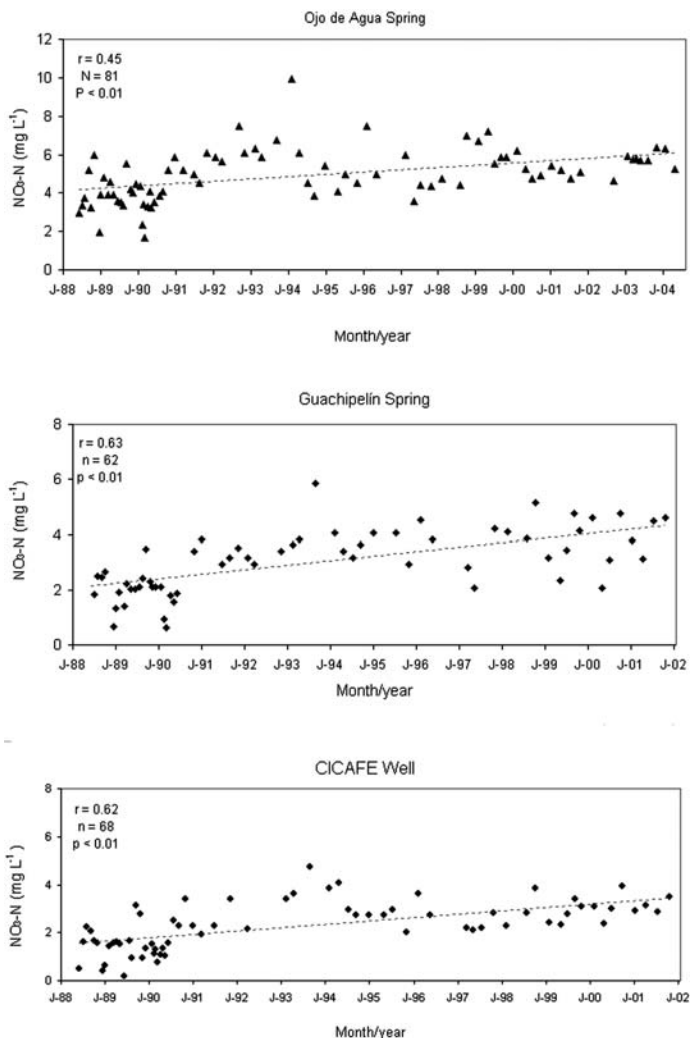 Ojo de Agua Spring
12
10
8
6
4
2
0
r = 0.45
N = 81
P < 0.01
NO₃-N (mg L⁻¹)
J-88 J-89 J-90 J-91 J-92 J-93 J-94 J-95 J-96 J-97 J-98 J-99 J-00 J-01 J-02 J-03 J-04
Month/year
Guachipelín Spring
8
6
4
2
0
r = 0.63
n = 62
p < 0.01
NO₃-N (mg L⁻¹)
J-88 J-89 J-90 J-91 J-92 J-93 J-94 J-95 J-96 J-97 J-98 J-99 J-00 J-01 J-02
Month/year
CICAFE Well
8
6
4
2
0
r = 0.62
n = 68
p < 0.01
NO₃-N (mg L⁻¹)
J-88 J-89 J-90 J-91 J-92 J-93 J-94 J-95 J-96 J-97 J-98 J-99 J-00 J-01 J-02
Month/year